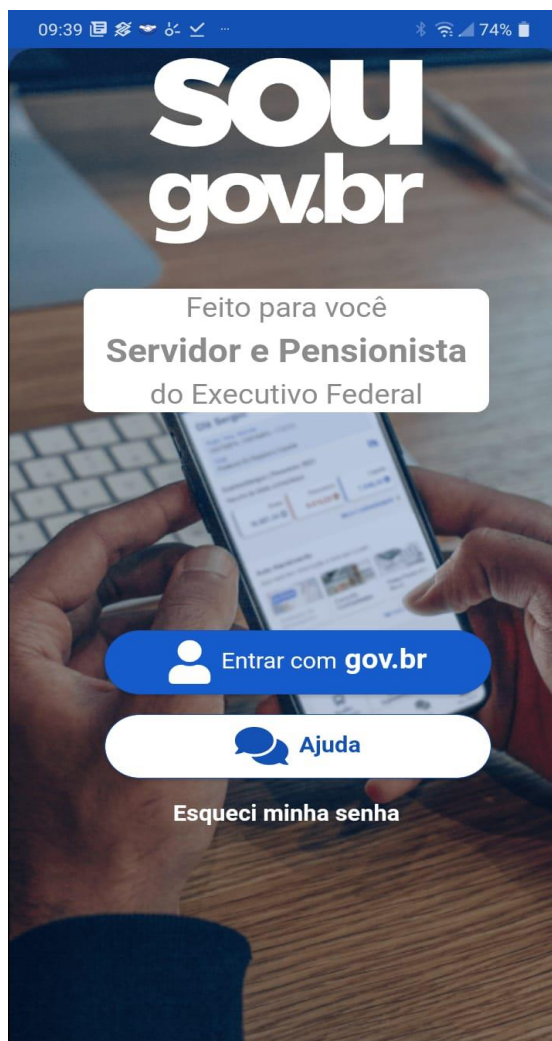 09:39
74%
sou
gov.br
Feito para você
Servidor e Pensionista
do Executivo Federal
Entrar com gov.br
Ajuda
Esqueci minha senha